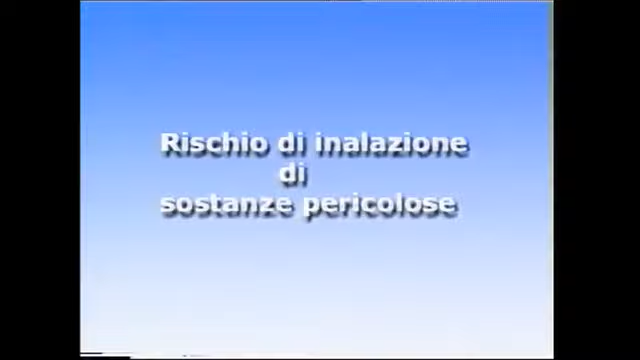 Rischio di inalazione
di
sostanze pericolose